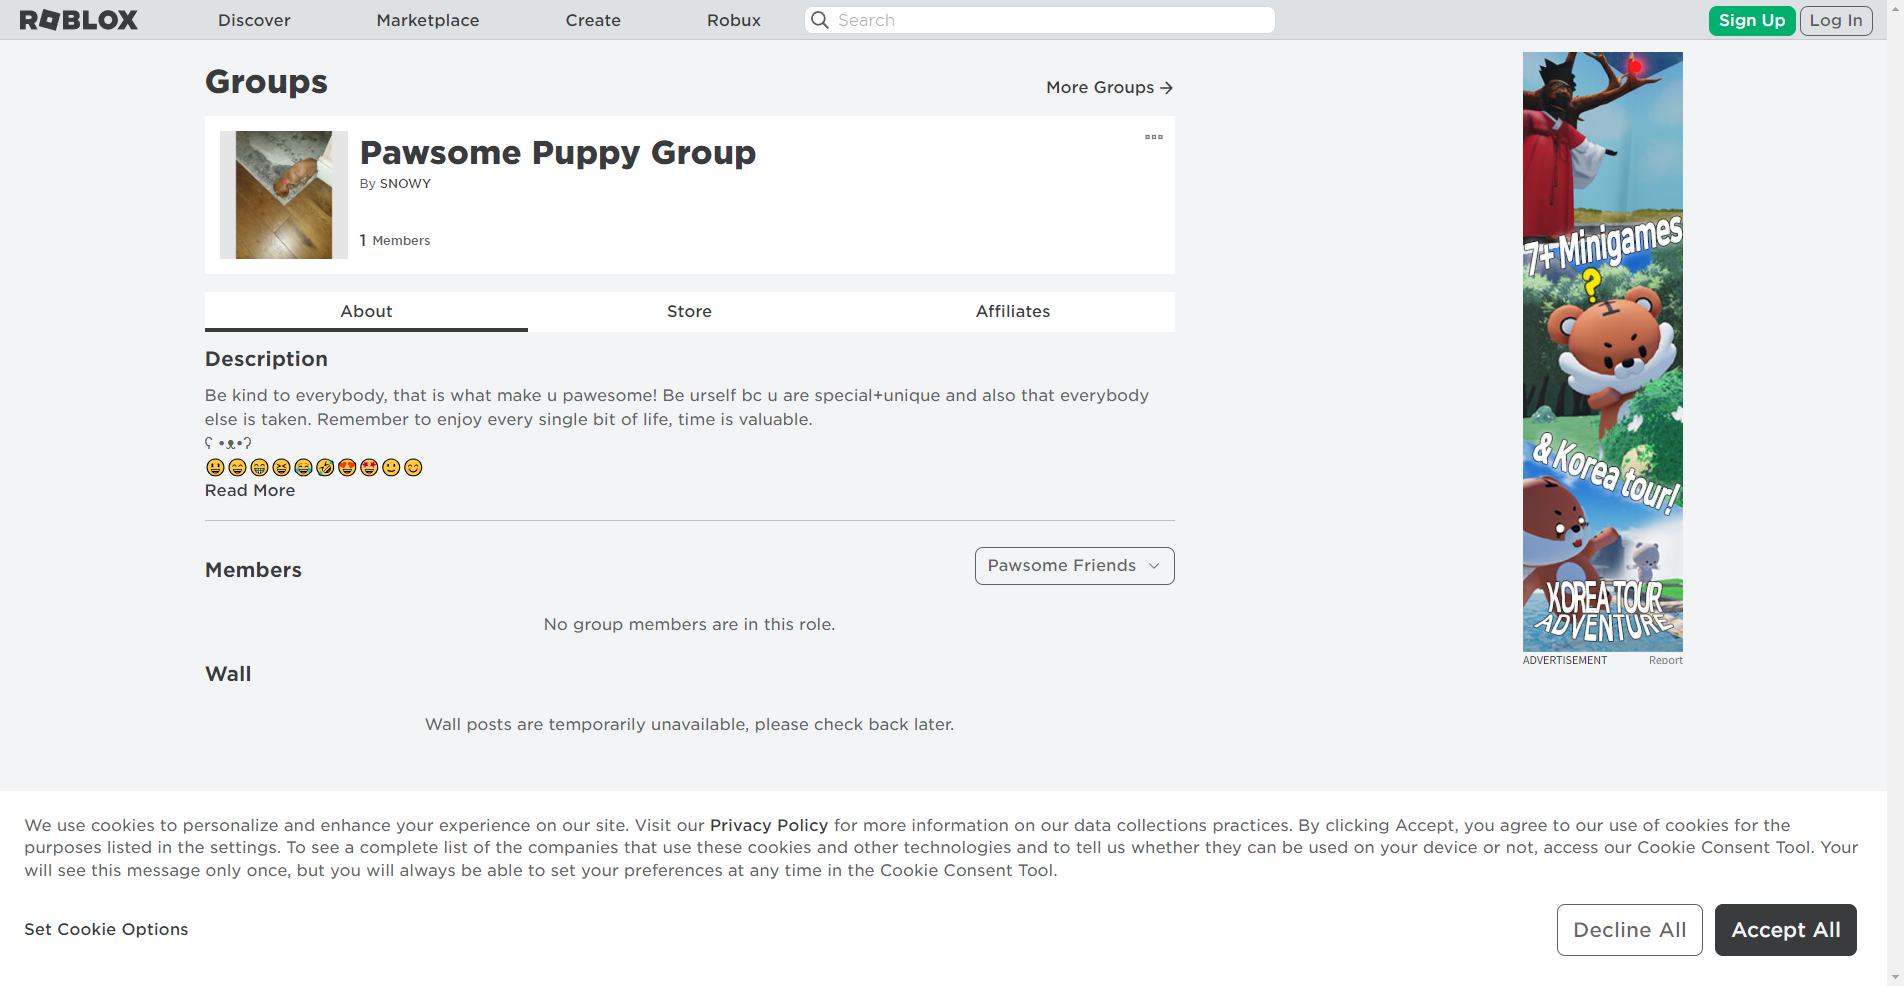 ROBLOX
Discover
Marketplace
Create
Robux
Search
Sign Up
Log In
Groups
More Groups →
Pawsome Puppy Group
By SNOWY
1 Members
About
Store
Affiliates
Description
Be kind to everybody, that is what make u pawesome! Be urself bc u are special+unique and also that everybody
else is taken. Remember to enjoy every single bit of life, time is valuable.
ʕ •ᴥ•ʔ
😃😄😁😆😂🤣😍🤩🙂😊
Read More
Members
Pawsome Friends
No group members are in this role.
Wall
Wall posts are temporarily unavailable, please check back later.
7+ Minigames
?
& Korea tour!
KOREA TOUR
ADVENTURE
ADVERTISEMENT
Report
We use cookies to personalize and enhance your experience on our site. Visit our Privacy Policy for more information on our data collections practices. By clicking Accept, you agree to our use of cookies for the
purposes listed in the settings. To see a complete list of the companies that use these cookies and other technologies and to tell us whether they can be used on your device or not, access our Cookie Consent Tool. Your
will see this message only once, but you will always be able to set your preferences at any time in the Cookie Consent Tool.
Set Cookie Options
Decline All
Accept All